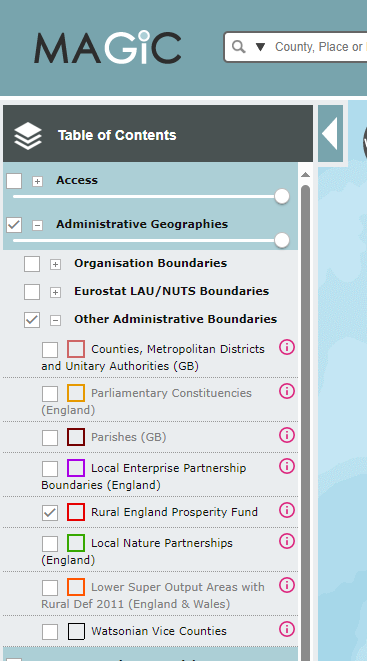 MAGiC
County, Place or
Table of Contents
Access
Administrative Geographies
Organisation Boundaries
Eurostat LAU/NUTS Boundaries
Other Administrative Boundaries
Counties, Metropolitan Districts
and Unitary Authorities (GB)
Parliamentary Constituencies
(England)
Parishes (GB)
Local Enterprise Partnership
Boundaries (England)
Rural England Prosperity Fund
Local Nature Partnerships
(England)
Lower Super Output Areas with
Rural Def 2011 (England & Wales)
Watsonian Vice Counties